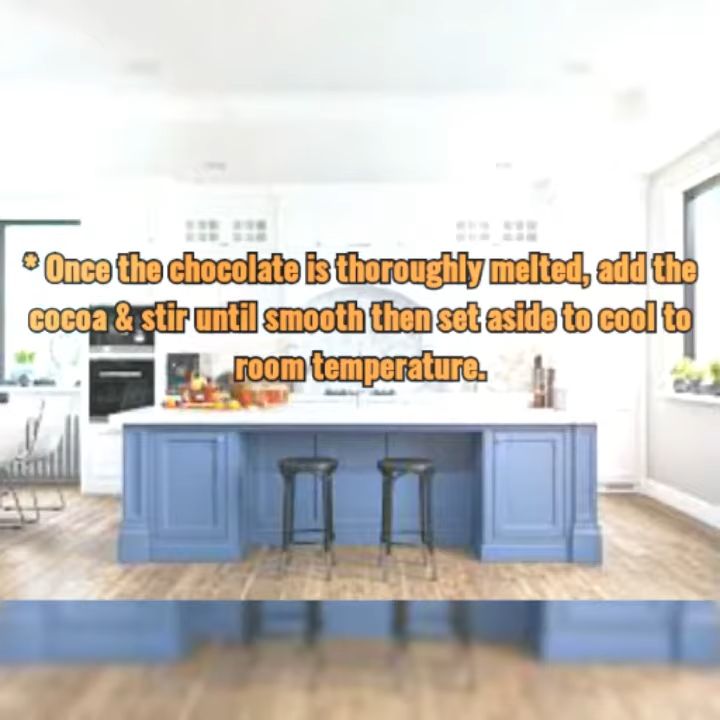 * Once the chocolate is thoroughly melted, add the
cocoa & stir until smooth then set aside to cool to
room temperature.